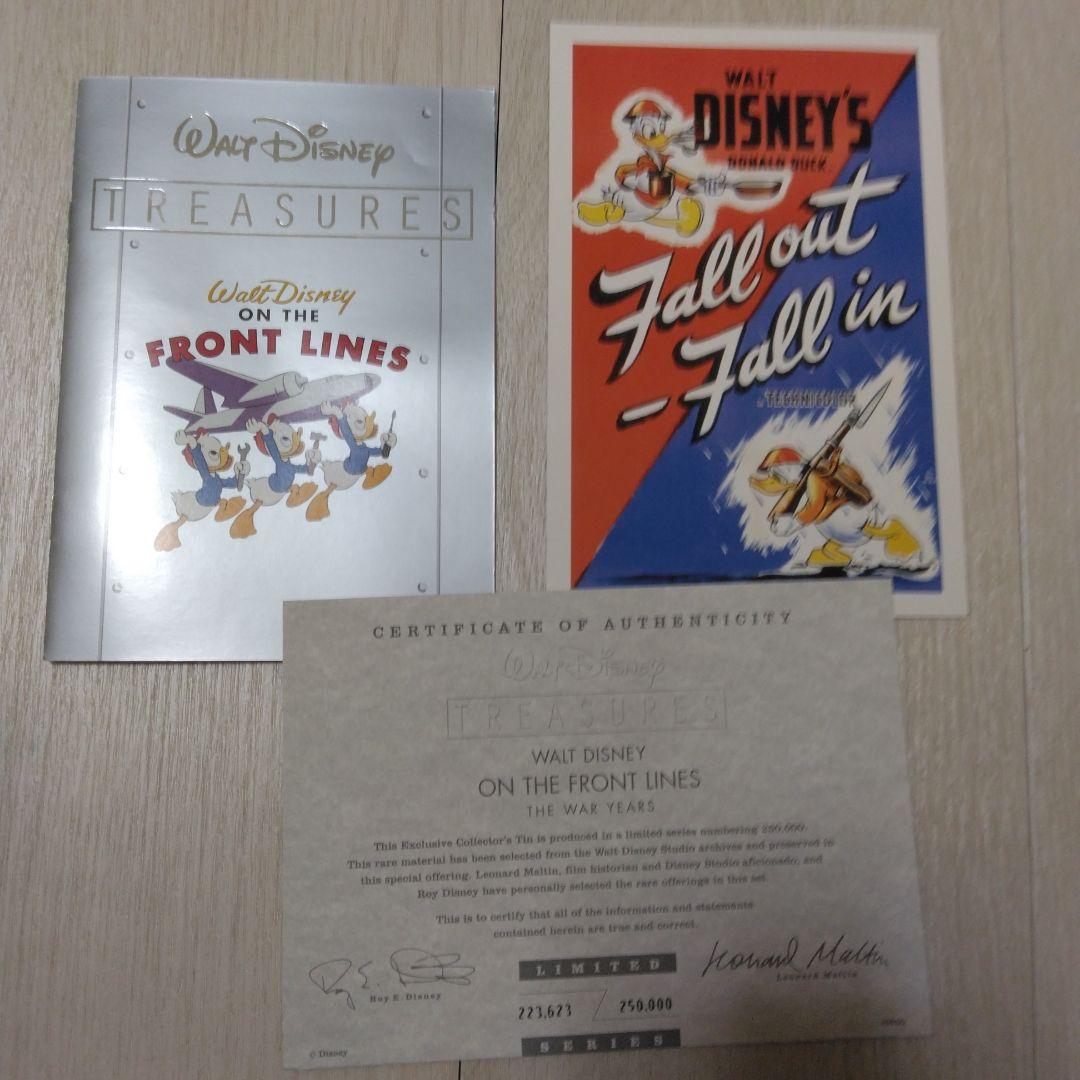 WALT DISNEY
TREASURES
Walt Disney
ON THE
FRONT LINES
WALT
DISNEY'S
DONALD DUCK
Fall out
- Fall in
TECHNICOLOR
CERTIFICATE OF AUTHENTICITY
WALT DISNEY
TREASURES
WALT DISNEY
ON THE FRONT LINES
THE WAR YEARS
This Exclusive Collector's Tin is produced in a limited series numbering 250,000.
This rare material has been selected from the Walt Disney Studio archives and preserved in
this special offering. Leonard Maltin, film historian and Disney Studio aficionado, and
Roy Disney have personally selected the rare offerings in this set.
This is to certify that all of the information and statements
contained herein are true and correct.
Roy E. Disney
Leonard Maltin
Leonard Maltin
LIMITED
223,623 / 250,000
SERIES
© Disney